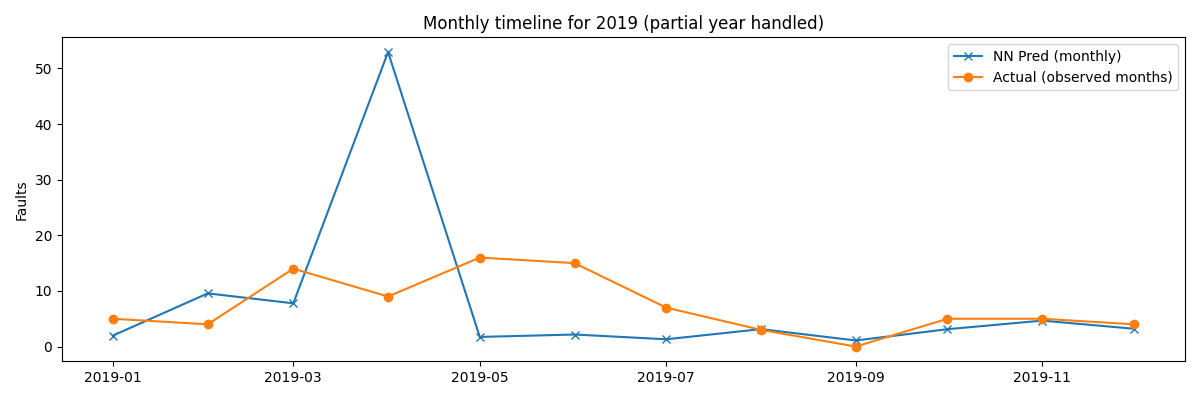 Monthly timeline for 2019 (partial year handled)
NN Pred (monthly)
Actual (observed months)
Faults
50
40
30
20
10
0
2019-01 2019-03 2019-05 2019-07 2019-09 2019-11